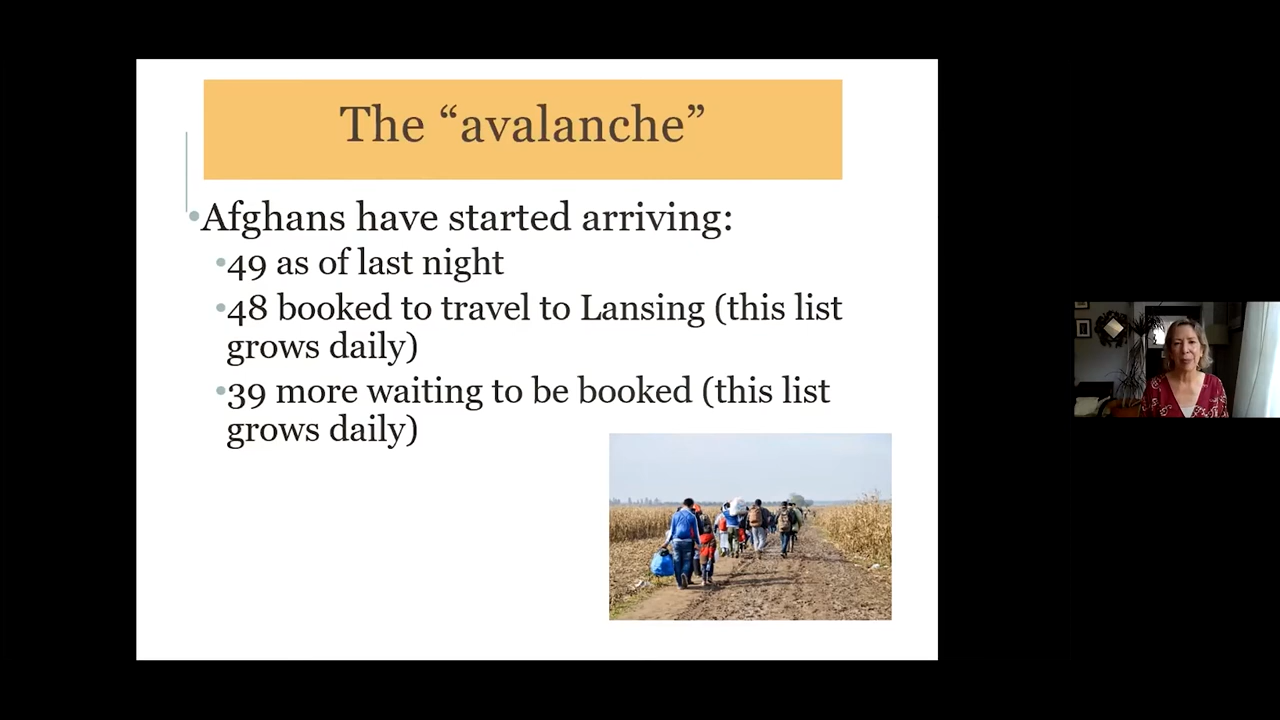 The “avalanche”
•Afghans have started arriving:
•49 as of last night
•48 booked to travel to Lansing (this list
grows daily)
•39 more waiting to be booked (this list
grows daily)